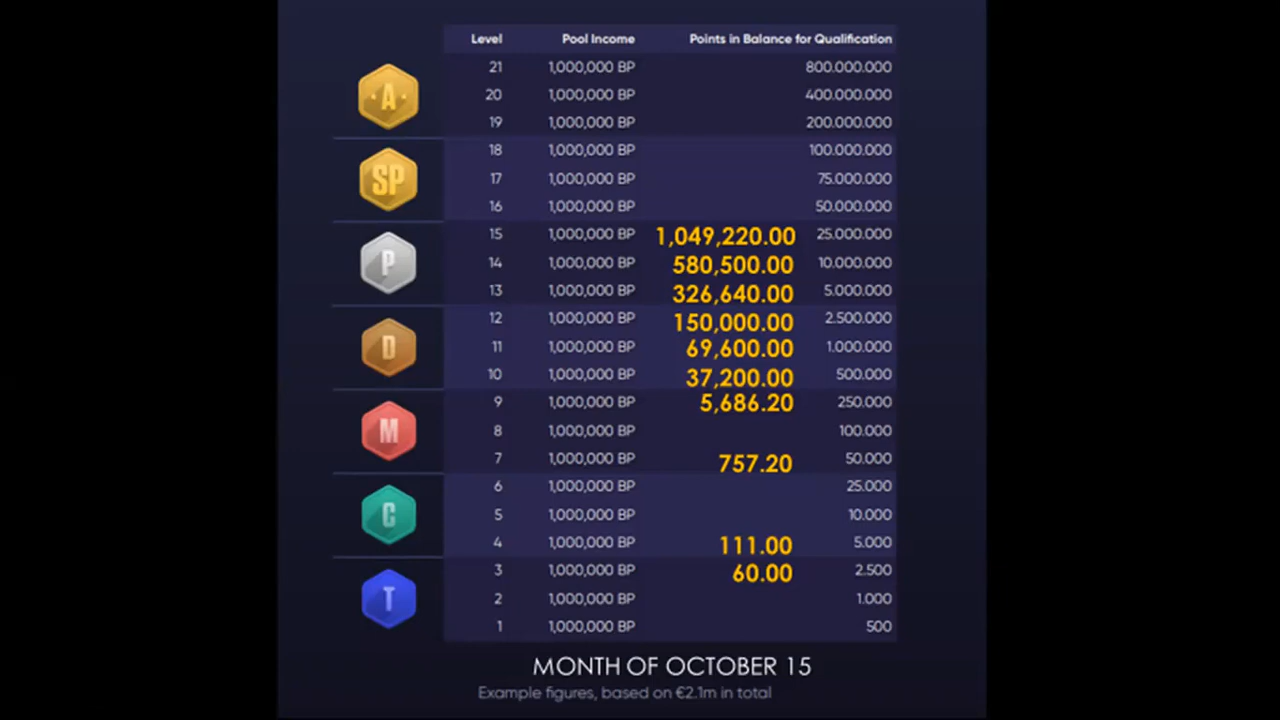 Level Pool Income Points in Balance for Qualification
21 1,000,000 BP 800.000.000
A 20 1,000,000 BP 400.000.000
19 1,000,000 BP 200.000.000
18 1,000,000 BP 100.000.000
SP 17 1,000,000 BP 75.000.000
16 1,000,000 BP 50.000.000
15 1,000,000 BP 1,049,220.00 25.000.000
P 14 1,000,000 BP 580,500.00 10.000.000
13 1,000,000 BP 326,640.00 5.000.000
12 1,000,000 BP 150,000.00 2.500.000
D 11 1,000,000 BP 69,600.00 1.000.000
10 1,000,000 BP 37,200.00 500.000
9 1,000,000 BP 5,686.20 250.000
M 8 1,000,000 BP 100.000
7 1,000,000 BP 757.20 50.000
6 1,000,000 BP 25.000
C 5 1,000,000 BP 10.000
4 1,000,000 BP 111.00 5.000
3 1,000,000 BP 60.00 2.500
T 2 1,000,000 BP 1.000
1 1,000,000 BP 500
MONTH OF OCTOBER 15
Example figures, based on €2.1m in total